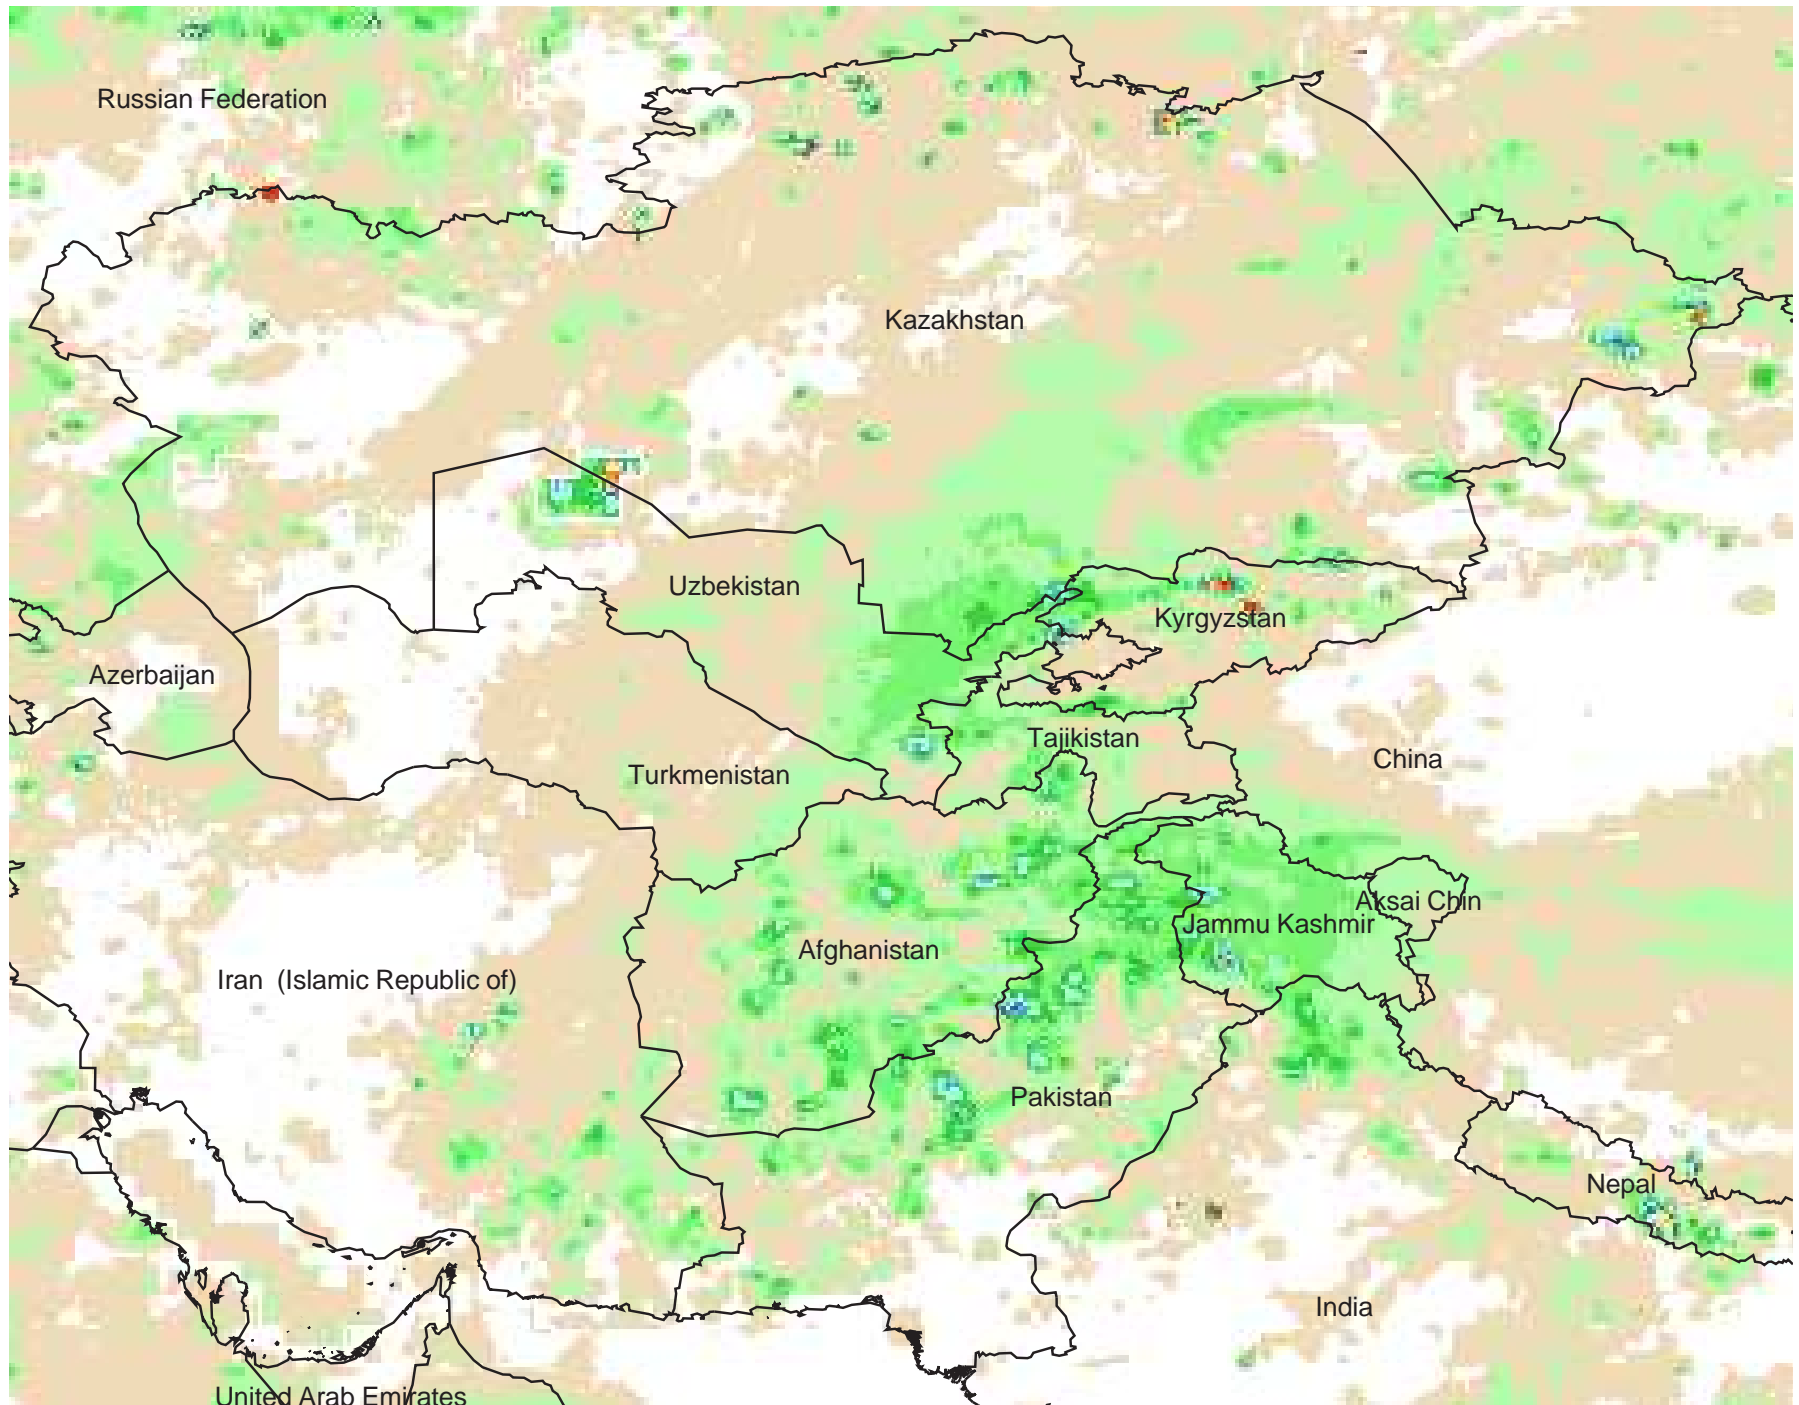 Russian Federation
Kazakhstan
Uzbekistan
Kyrgyzstan
Azerbaijan
Tajikistan
China
Turkmenistan
Aksai Chin
Jammu Kashmir
Afghanistan
Iran (Islamic Republic of)
Pakistan
Nepal
India
United Arab Emirates